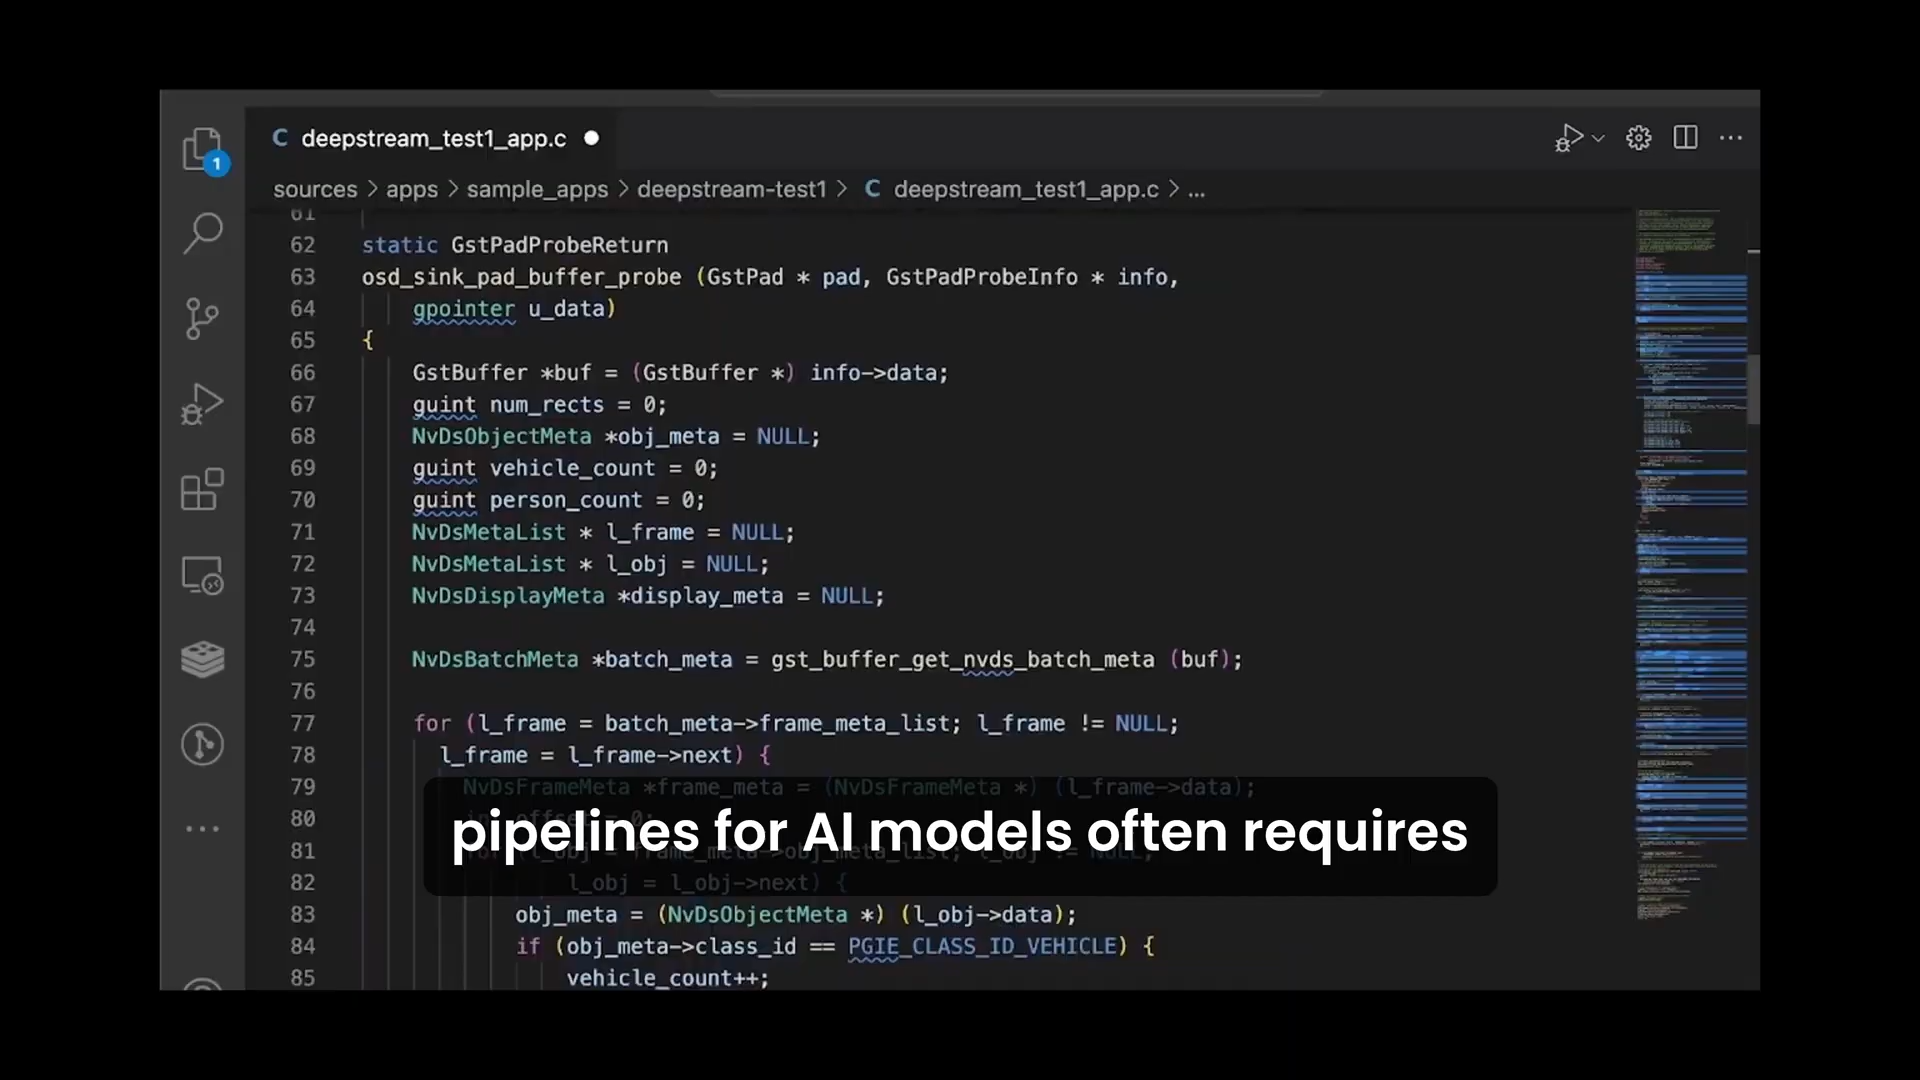 C deepstream_test1_app.c
1
sources > apps > sample_apps > deepstream-test1 > C deepstream_test1_app.c > ...
61
62 static GstPadProbeReturn
63 osd_sink_pad_buffer_probe (GstPad * pad, GstPadProbeInfo * info,
64 gpointer u_data)
65 {
66 GstBuffer *buf = (GstBuffer *) info->data;
67 guint num_rects = 0;
68 NvDsObjectMeta *obj_meta = NULL;
69 guint vehicle_count = 0;
70 guint person_count = 0;
71 NvDsMetaList * l_frame = NULL;
72 NvDsMetaList * l_obj = NULL;
73 NvDsDisplayMeta *display_meta = NULL;
74
75 NvDsBatchMeta *batch_meta = gst_buffer_get_nvds_batch_meta (buf);
76
77 for (l_frame = batch_meta->frame_meta_list; l_frame != NULL;
78 l_frame = l_frame->next) {
79 NvDsFrameMeta *frame_meta = (NvDsFrameMeta *) (l_frame->data);
80
pipelines for AI models often requires
81
82 l_obj = l_obj->next) {
83 obj_meta = (NvDsObjectMeta *) (l_obj->data);
84 if (obj_meta->class_id == PGIE_CLASS_ID_VEHICLE) {
85 vehicle_count++;